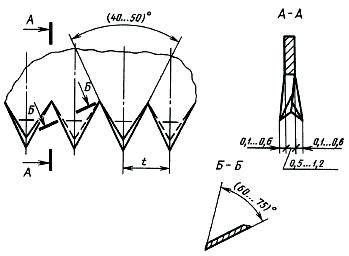 А
(40...50)°
А – А
Б
Б
t
А
0,1...0,6
0,1...0,6
0,5...1,2
Б – Б
(60... 75)°